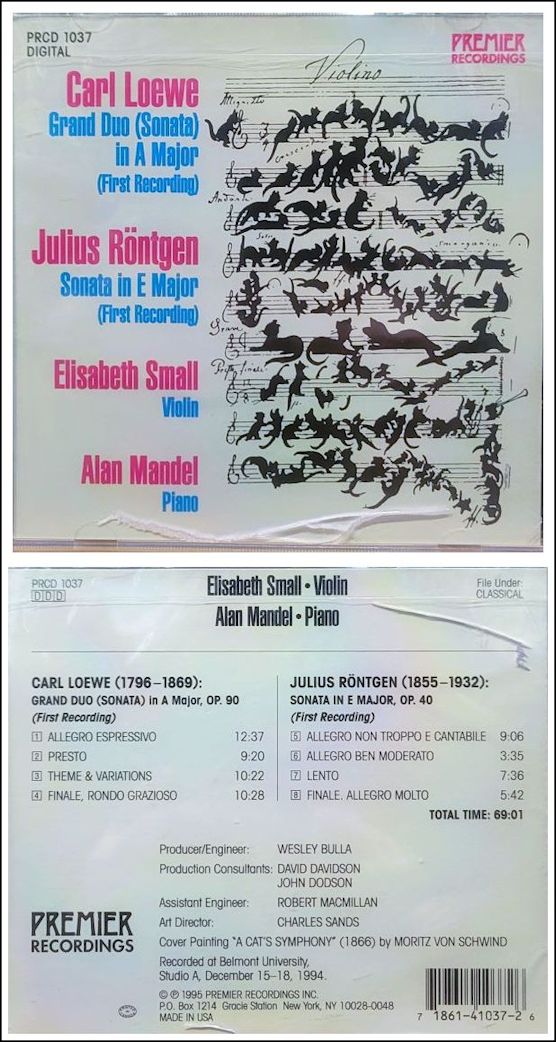 PRCD 1037
DIGITAL
PREMIER
RECORDINGS
Carl Loewe
Grand Duo (Sonata)
in A Major
(First Recording)
Julius Röntgen
Sonata in E Major
(First Recording)
Elisabeth Small
Violin
Alan Mandel
Piano
Violino
Allegretto
Andante
Grave
Presto finale
PRCD 1037
DDD
Elisabeth Small • Violin
Alan Mandel • Piano
File Under:
CLASSICAL
CARL LOEWE (1796–1869):
GRAND DUO (SONATA) in A Major, OP. 90
(First Recording)
1 ALLEGRO ESPRESSIVO 12:37
2 PRESTO 9:20
3 THEME & VARIATIONS 10:22
4 FINALE, RONDO GRAZIOSO 10:28
JULIUS RÖNTGEN (1855–1932):
SONATA IN E MAJOR, OP. 40
(First Recording)
5 ALLEGRO NON TROPPO E CANTABILE 9:06
6 ALLEGRO BEN MODERATO 3:35
7 LENTO 7:36
8 FINALE. ALLEGRO MOLTO 5:42
TOTAL TIME: 69:01
Producer/Engineer: WESLEY BULLA
Production Consultants: DAVID DAVIDSON
JOHN DODSON
Assistant Engineer: ROBERT MACMILLAN
Art Director: CHARLES SANDS
Cover Painting "A CAT'S SYMPHONY" (1866) by MORITZ VON SCHWIND
Recorded at Belmont University,
Studio A, December 15–18, 1994.
© ℗ 1995 PREMIER RECORDINGS INC.
P.O. Box 1214 Gracie Station New York, NY 10028-0048
MADE IN USA
PREMIER
RECORDINGS
7 1861-41037-2 6